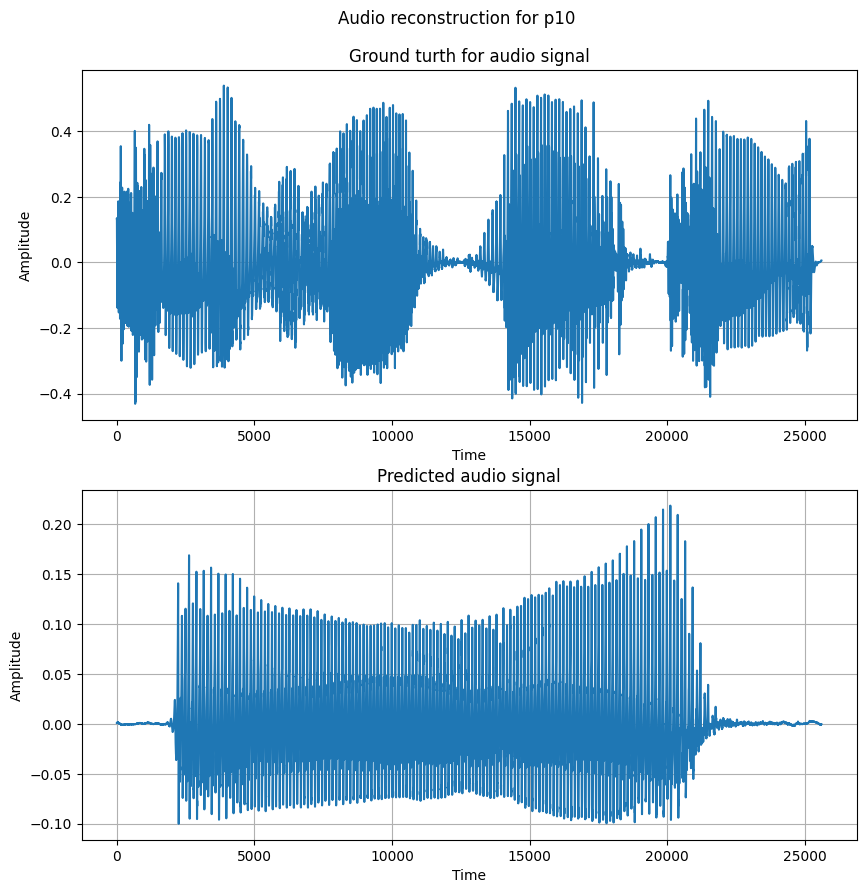 Audio reconstruction for p10
Ground turth for audio signal
0.4
0.2
0.0
−0.2
−0.4
Amplitude
0 5000 10000 15000 20000 25000
Time
Predicted audio signal
0.20
0.15
0.10
0.05
0.00
−0.05
−0.10
Amplitude
0 5000 10000 15000 20000 25000
Time